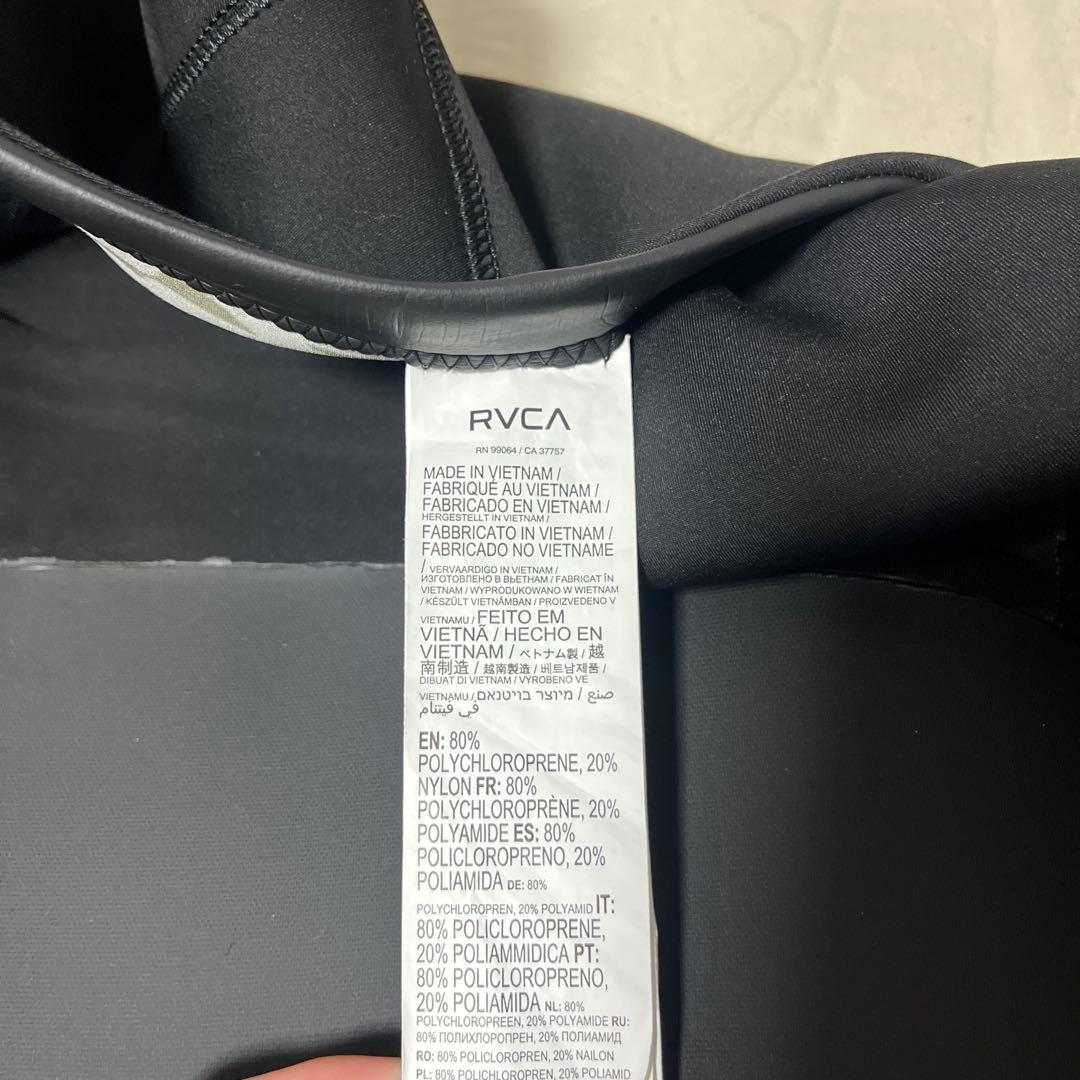 RVCA
RN 99064 / CA 37757
MADE IN VIETNAM /
FABRIQUÉ AU VIETNAM /
FABRICADO EN VIETNAM /
HERGESTELLT IN VIETNAM /
FABBRICATO IN VIETNAM /
FABRICADO NO VIETNAME
/ VERVAARDIGD IN VIETNAM /
ИЗГОТОВЛЕНО В ВЬЕТНАМ / FABRICAT ÎN
VIETNAM / WYPRODUKOWANO W WIETNAM
/ KÉSZÜLT VIETNÁMBAN / PROIZVEDENO V
VIETNAMU / FEITO EM
VIETNÃ / HECHO EN
VIETNAM / ベトナム製 / 越
南制造 / 越南製造 / 베트남제품 /
DIBUAT DI VIETNAM / VYROBENO VE
VIETNAMU / מיוצר בויטנאם / صنع
في فيتنام
EN: 80%
POLYCHLOROPRENE, 20%
NYLON FR: 80%
POLYCHLOROPRÈNE, 20%
POLYAMIDE ES: 80%
POLICLOROPRENO, 20%
POLIAMIDA DE: 80%
POLYCHLOROPREN, 20% POLYAMID IT:
80% POLICLOROPRENE,
20% POLIAMMIDICA PT:
80% POLICLOROPRENO,
20% POLIAMIDA NL: 80%
POLYCHLOROPREEN, 20% POLYAMIDE RU:
80% ПОЛИХЛОРОПРЕН, 20% ПОЛИАМИД
RO: 80% POLICLOROPREN, 20% NAILON
PL: 80% POLICHLOROPREN, 20% POLIAMID